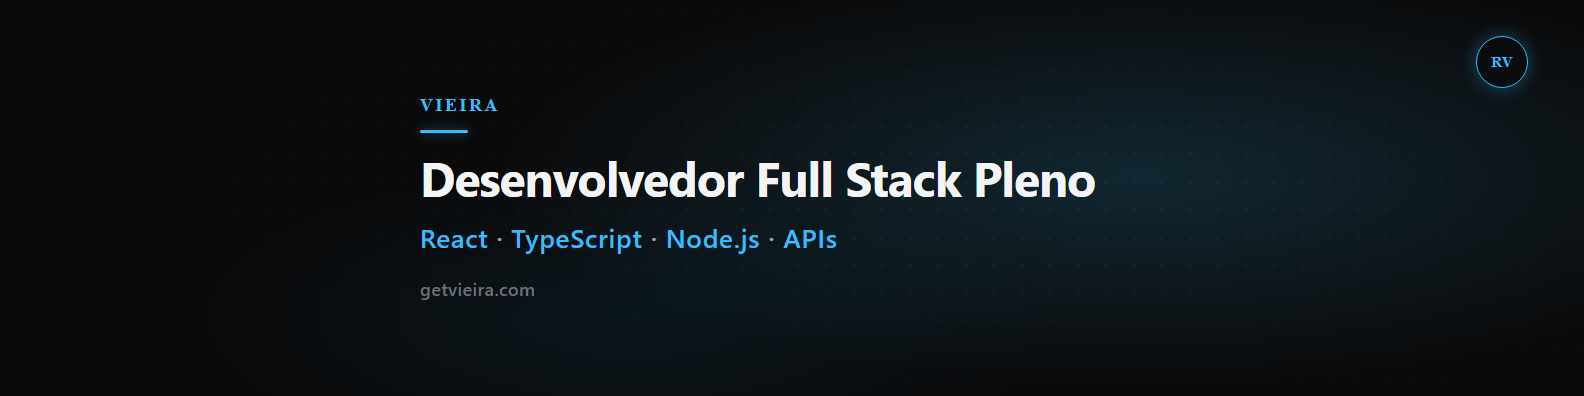 RV
VIEIRA
Desenvolvedor Full Stack Pleno
React · TypeScript · Node.js · APIs
getvieira.com